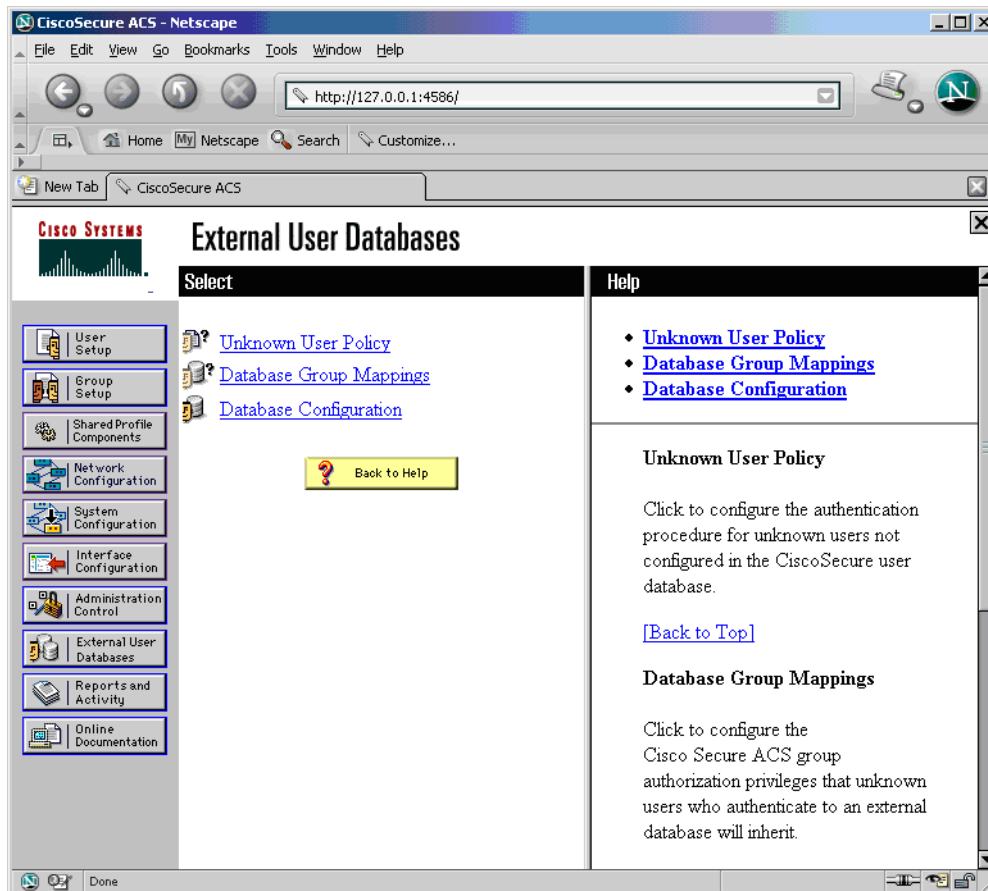 CiscoSecure ACS - Netscape
File Edit View Go Bookmarks Tools Window Help
http://127.0.0.1:4586/
N
Home My Netscape Search Customize...
New Tab CiscoSecure ACS
CISCO SYSTEMS
External User Databases
Select
Help
User
Setup
Group
Setup
Shared Profile
Components
Network
Configuration
System
Configuration
Interface
Configuration
Administration
Control
External User
Databases
Reports and
Activity
Online
Documentation
Unknown User Policy
Database Group Mappings
Database Configuration
Back to Help
Unknown User Policy
Database Group Mappings
Database Configuration
Unknown User Policy
Click to configure the authentication
procedure for unknown users not
configured in the CiscoSecure user
database.
[Back to Top]
Database Group Mappings
Click to configure the
Cisco Secure ACS group
authorization privileges that unknown
users who authenticate to an external
database will inherit.
Done